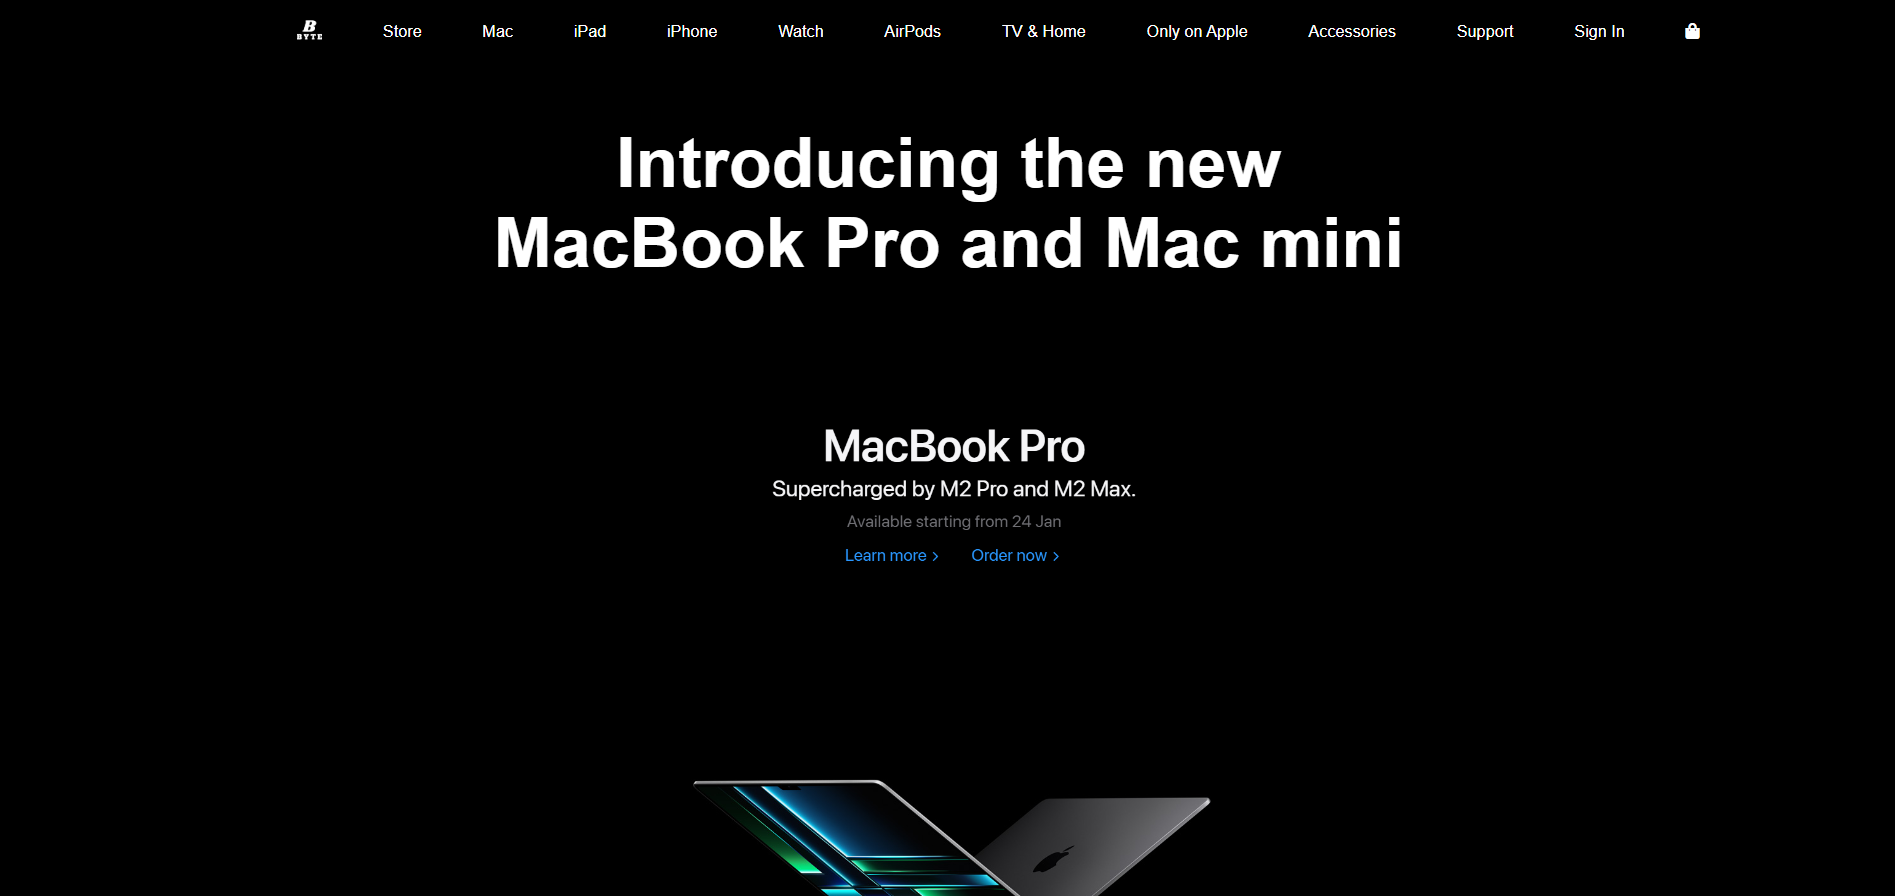 B
BYTE
Store Mac iPad iPhone Watch AirPods TV & Home Only on Apple Accessories Support Sign In
Introducing the new
MacBook Pro and Mac mini
MacBook Pro
Supercharged by M2 Pro and M2 Max.
Available starting from 24 Jan
Learn more > Order now >